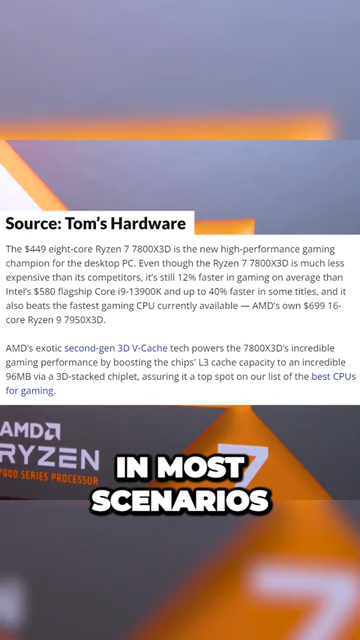 Source: Tom's Hardware
The $449 eight-core Ryzen 7 7800X3D is the new high-performance gaming
champion for the desktop PC. Even though the Ryzen 7 7800X3D is much less
expensive than its competitors, it's still 12% faster in gaming on average than
Intel's $580 flagship Core i9-13900K and up to 40% faster in some titles, and it
also beats the fastest gaming CPU currently available — AMD's own $699 16-
core Ryzen 9 7950X3D.
AMD's exotic second-gen 3D V-Cache tech powers the 7800X3D's incredible
gaming performance by boosting the chips' L3 cache capacity to an incredible
96MB via a 3D-stacked chiplet, assuring it a top spot on our list of the best CPUs
for gaming.
AMD
RYZEN
7000 SERIES PROCESSOR
7
IN MOST
SCENARIOS